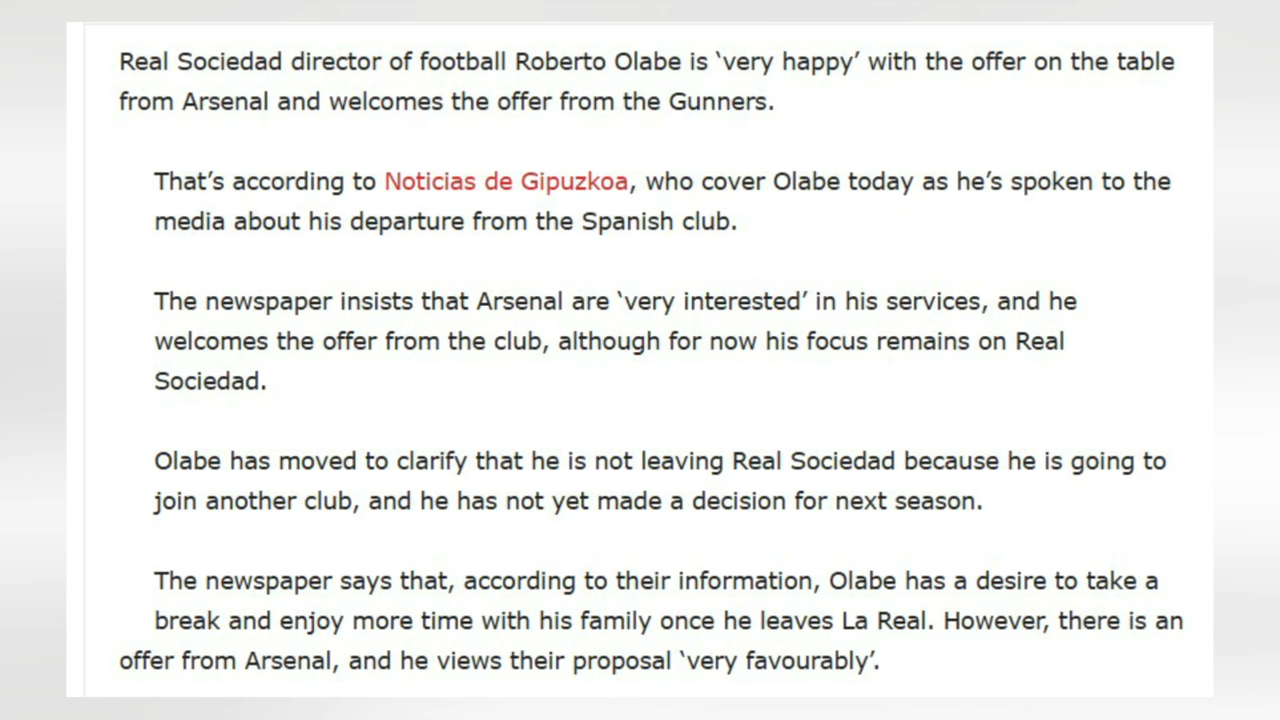 Real Sociedad director of football Roberto Olabe is ‘very happy’ with the offer on the table
from Arsenal and welcomes the offer from the Gunners.
That’s according to Noticias de Gipuzkoa, who cover Olabe today as he’s spoken to the
media about his departure from the Spanish club.
The newspaper insists that Arsenal are ‘very interested’ in his services, and he
welcomes the offer from the club, although for now his focus remains on Real
Sociedad.
Olabe has moved to clarify that he is not leaving Real Sociedad because he is going to
join another club, and he has not yet made a decision for next season.
The newspaper says that, according to their information, Olabe has a desire to take a
break and enjoy more time with his family once he leaves La Real. However, there is an
offer from Arsenal, and he views their proposal ‘very favourably’.